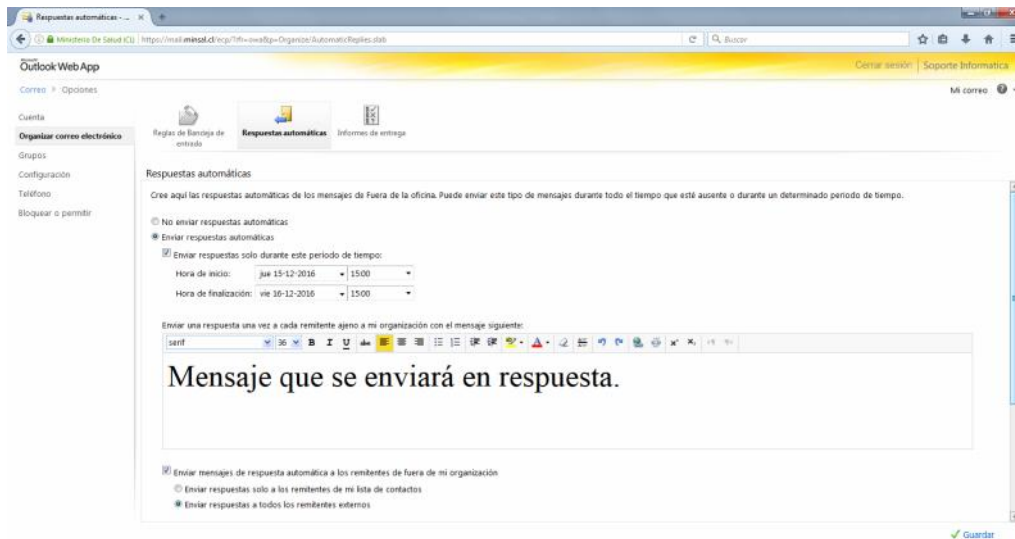 Respuestas automáticas - ...
Ministerio De Salud (CL) https://mail.minsal.cl/ecp/?rfr=owa&p=Organize/AutomaticReplies.slab
Buscar
Outlook Web App
Cerrar sesión Soporte Informatica
Correo > Opciones
Mi correo
Cuenta
Organizar correo electrónico
Grupos
Configuración
Teléfono
Bloquear o permitir
Reglas de Bandeja de
entrada
Respuestas automáticas
Informes de entrega
Respuestas automáticas
Cree aquí las respuestas automáticas de los mensajes de Fuera de la oficina. Puede enviar este tipo de mensajes durante todo el tiempo que esté ausente o durante un determinado periodo de tiempo.
No enviar respuestas automáticas
Enviar respuestas automáticas
Enviar respuestas solo durante este período de tiempo:
Hora de inicio: jue 15-12-2016 15:00
Hora de finalización: vie 16-12-2016 15:00
Enviar una respuesta una vez a cada remitente ajeno a mi organización con el mensaje siguiente:
serif 36 B I U abc
Mensaje que se enviará en respuesta.
Enviar mensajes de respuesta automática a los remitentes de fuera de mi organización
Enviar respuestas solo a los remitentes de mi lista de contactos
Enviar respuestas a todos los remitentes externos
Guardar